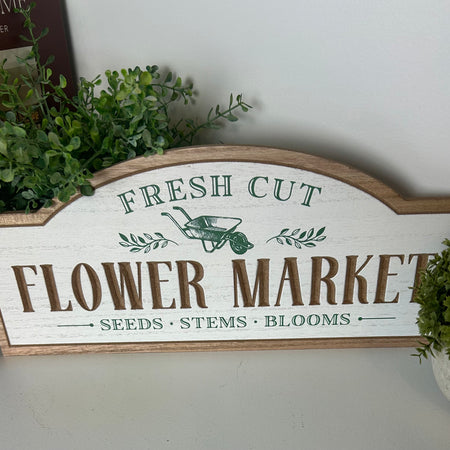 FRESH CUT
FLOWER MARKET
SEEDS · STEMS · BLOOMS